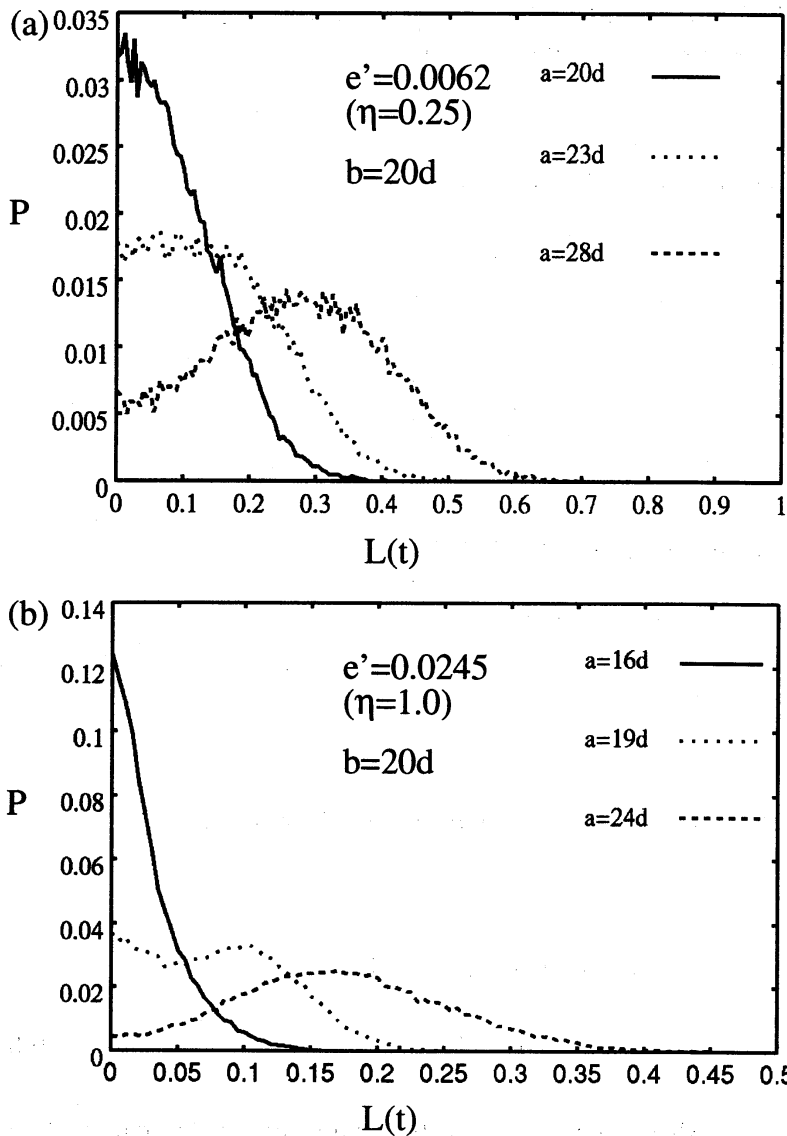 (a)
0.035
0.03
0.025
0.02
0.015
0.01
0.005
0
P
e'=0.0062
(η=0.25)
b=20d
a=20d
a=23d
a=28d
0 0.1 0.2 0.3 0.4 0.5 0.6 0.7 0.8 0.9 1
L(t)
(b)
0.14
0.12
0.1
0.08
0.06
0.04
0.02
0
P
e'=0.0245
(η=1.0)
b=20d
a=16d
a=19d
a=24d
0 0.05 0.1 0.15 0.2 0.25 0.3 0.35 0.4 0.45 0.5
L(t)